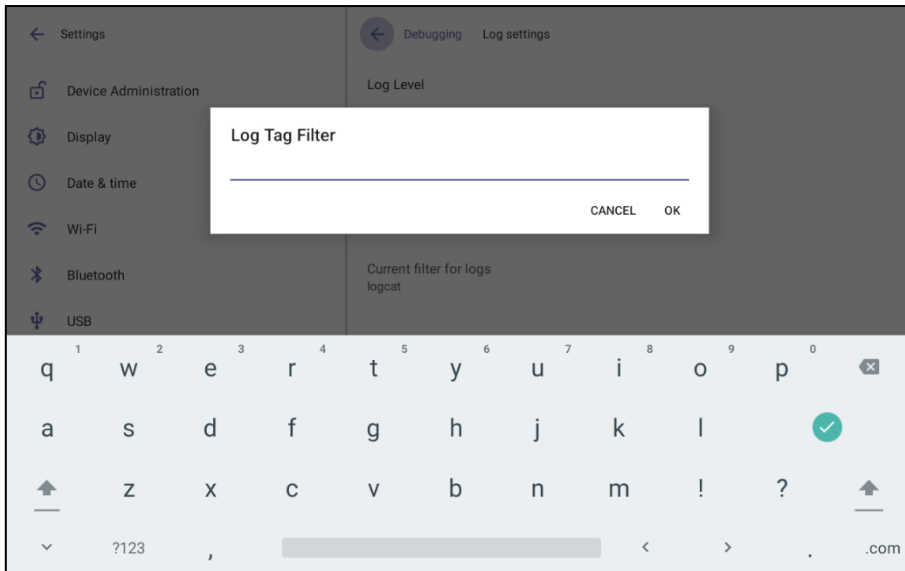 Settings
Debugging Log settings
Device Administration
Log Level
Display
Log Tag Filter
Date & time
CANCEL OK
Wi-Fi
Bluetooth
Current filter for logs
logcat
USB
1 2 3 4 5 6 7 8 9 0
q w e r t y u i o p
a s d f g h j k l
z x c v b n m ! ?
?123 , < > . .com